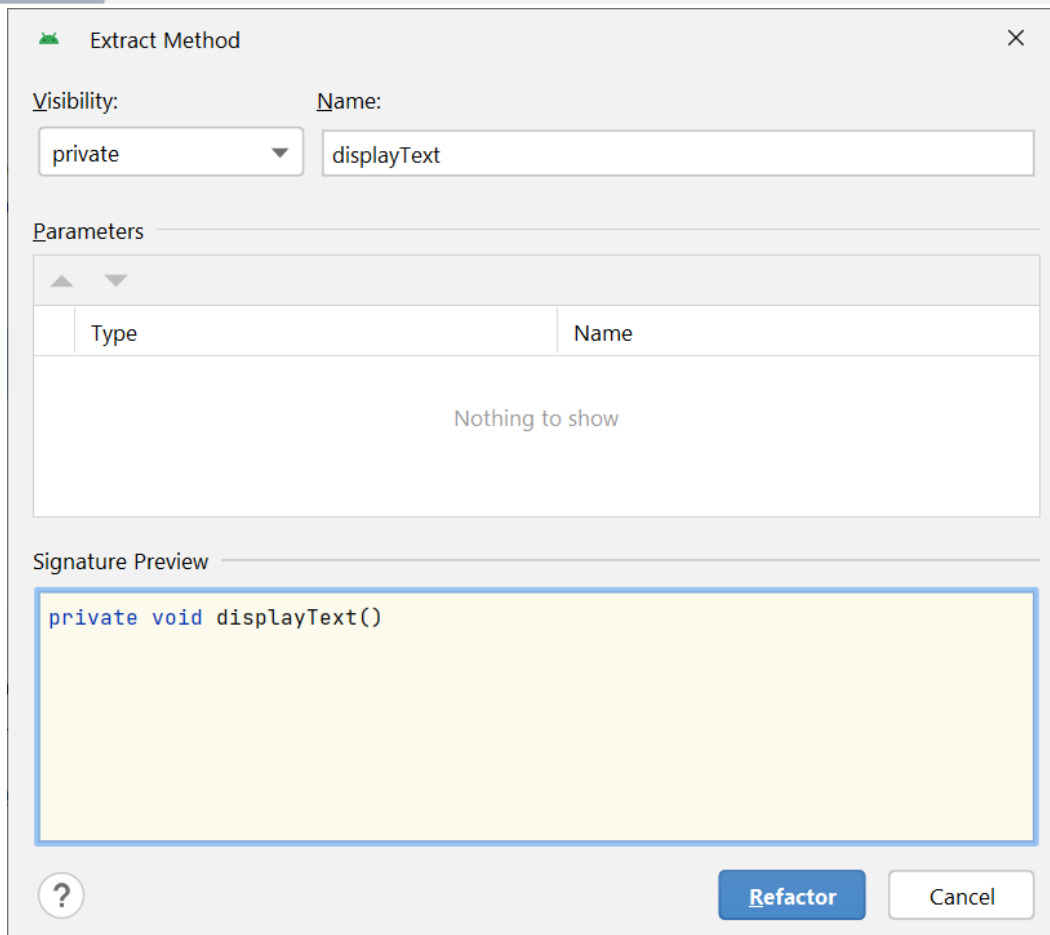 Extract Method
Visibility: Name:
private displayText
Parameters
Type Name
Nothing to show
Signature Preview
private void displayText()
? Refactor Cancel